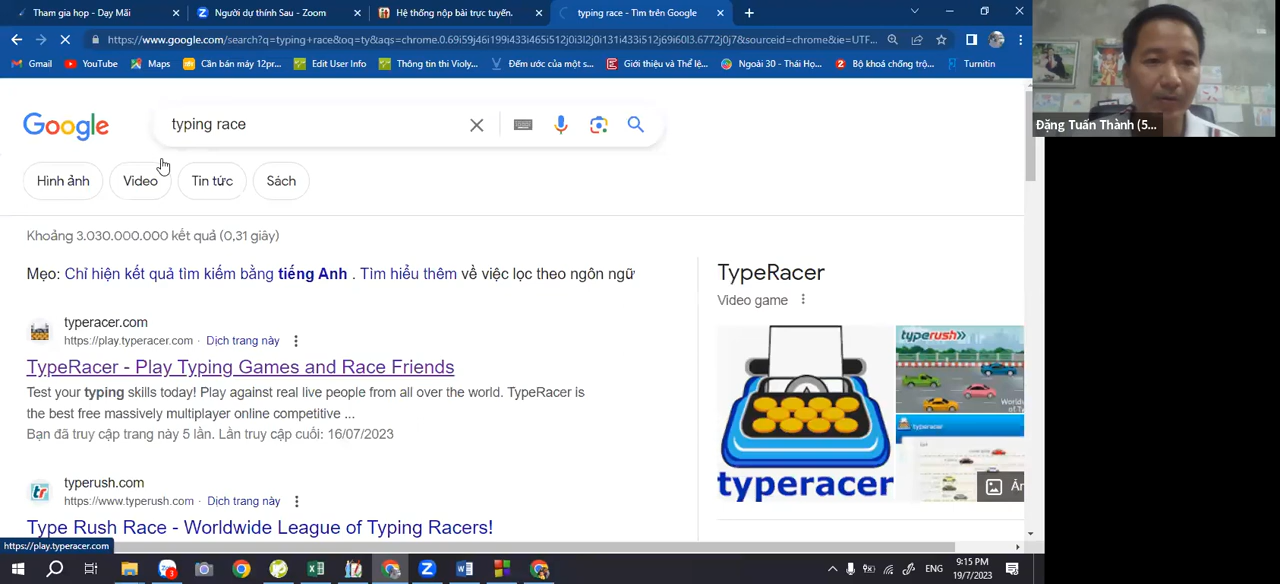 Tham gia họp - Dạy Mãi
Người dự thính Sau - Zoom
Hệ thống nộp bài trực tuyến.
typing race - Tìm trên Google
https://www.google.com/search?q=typing+race&oq=ty&aqs=chrome.0.69i59j46i199i433i465i512j0i3l2j0i131i433i512j69i60l3.6772j0j7&sourceid=chrome&ie=UTF...
Gmail
YouTube
Maps
Cần bán máy 12pr...
Edit User Info
Thông tin thi Violy...
Đếm ước của một s...
Giới thiệu và Thể lệ...
Ngoài 30 - Thái Họ...
Bộ khoá chống trộ...
Turnitin
Google
typing race
Hình ảnh
Video
Tin tức
Sách
Khoảng 3.030.000.000 kết quả (0,31 giây)
Mẹo: Chỉ hiện kết quả tìm kiếm bằng tiếng Anh . Tìm hiểu thêm về việc lọc theo ngôn ngữ
typeracer.com
https://play.typeracer.com · Dịch trang này
TypeRacer - Play Typing Games and Race Friends
Test your typing skills today! Play against real live people from all over the world. TypeRacer is
the best free massively multiplayer online competitive ...
Bạn đã truy cập trang này 5 lần. Lần truy cập cuối: 16/07/2023
typerush.com
https://www.typerush.com · Dịch trang này
Type Rush Race - Worldwide League of Typing Racers!
https://play.typeracer.com
TypeRacer
Video game
typeracer
typerush
typeracer
Ản
Đặng Tuấn Thành (5...
ENG
9:15 PM
19/7/2023